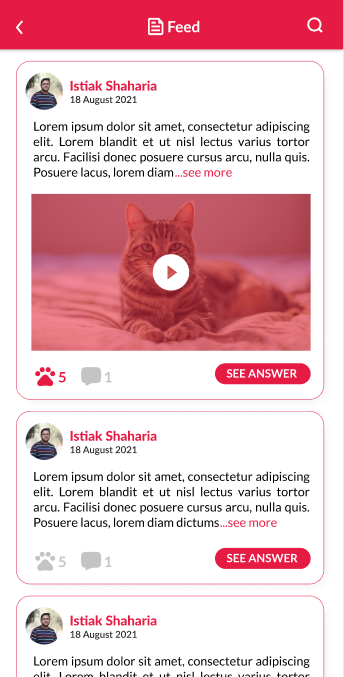 Feed
Istiak Shaharia
18 August 2021
Lorem ipsum dolor sit amet, consectetur adipiscing
elit. Lorem blandit et ut nisl lectus varius tortor
arcu. Facilisi donec posuere cursus arcu, nulla quis.
Posuere lacus, lorem diam...see more
5 1 SEE ANSWER
Istiak Shaharia
18 August 2021
Lorem ipsum dolor sit amet, consectetur adipiscing
elit. Lorem blandit et ut nisl lectus varius tortor
arcu. Facilisi donec posuere cursus arcu, nulla quis.
Posuere lacus, lorem diam dictums...see more
5 1 SEE ANSWER
Istiak Shaharia
18 August 2021
Lorem ipsum dolor sit amet, consectetur adipiscing
elit. Lorem blandit et ut nisl lectus varius tortor